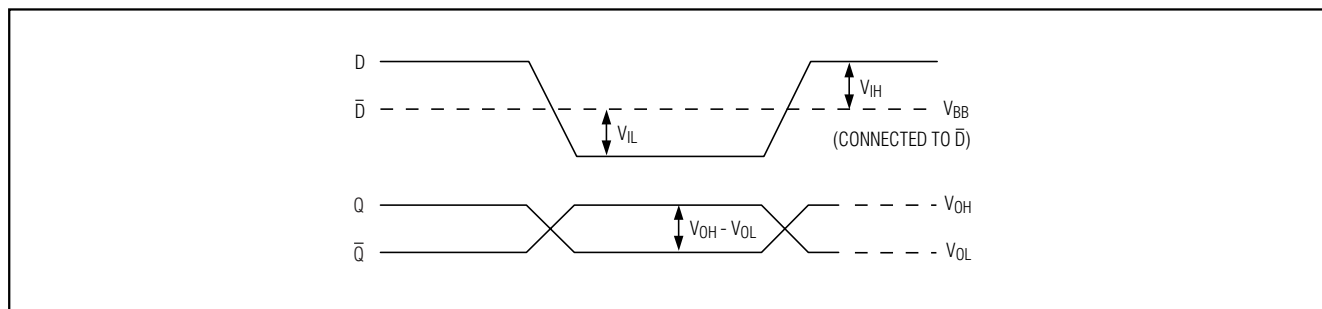 D
V_IH
D̅
V_BB
V_IL
(CONNECTED TO D̅)
Q
V_OH
V_OH - V_OL
Q̅
V_OL